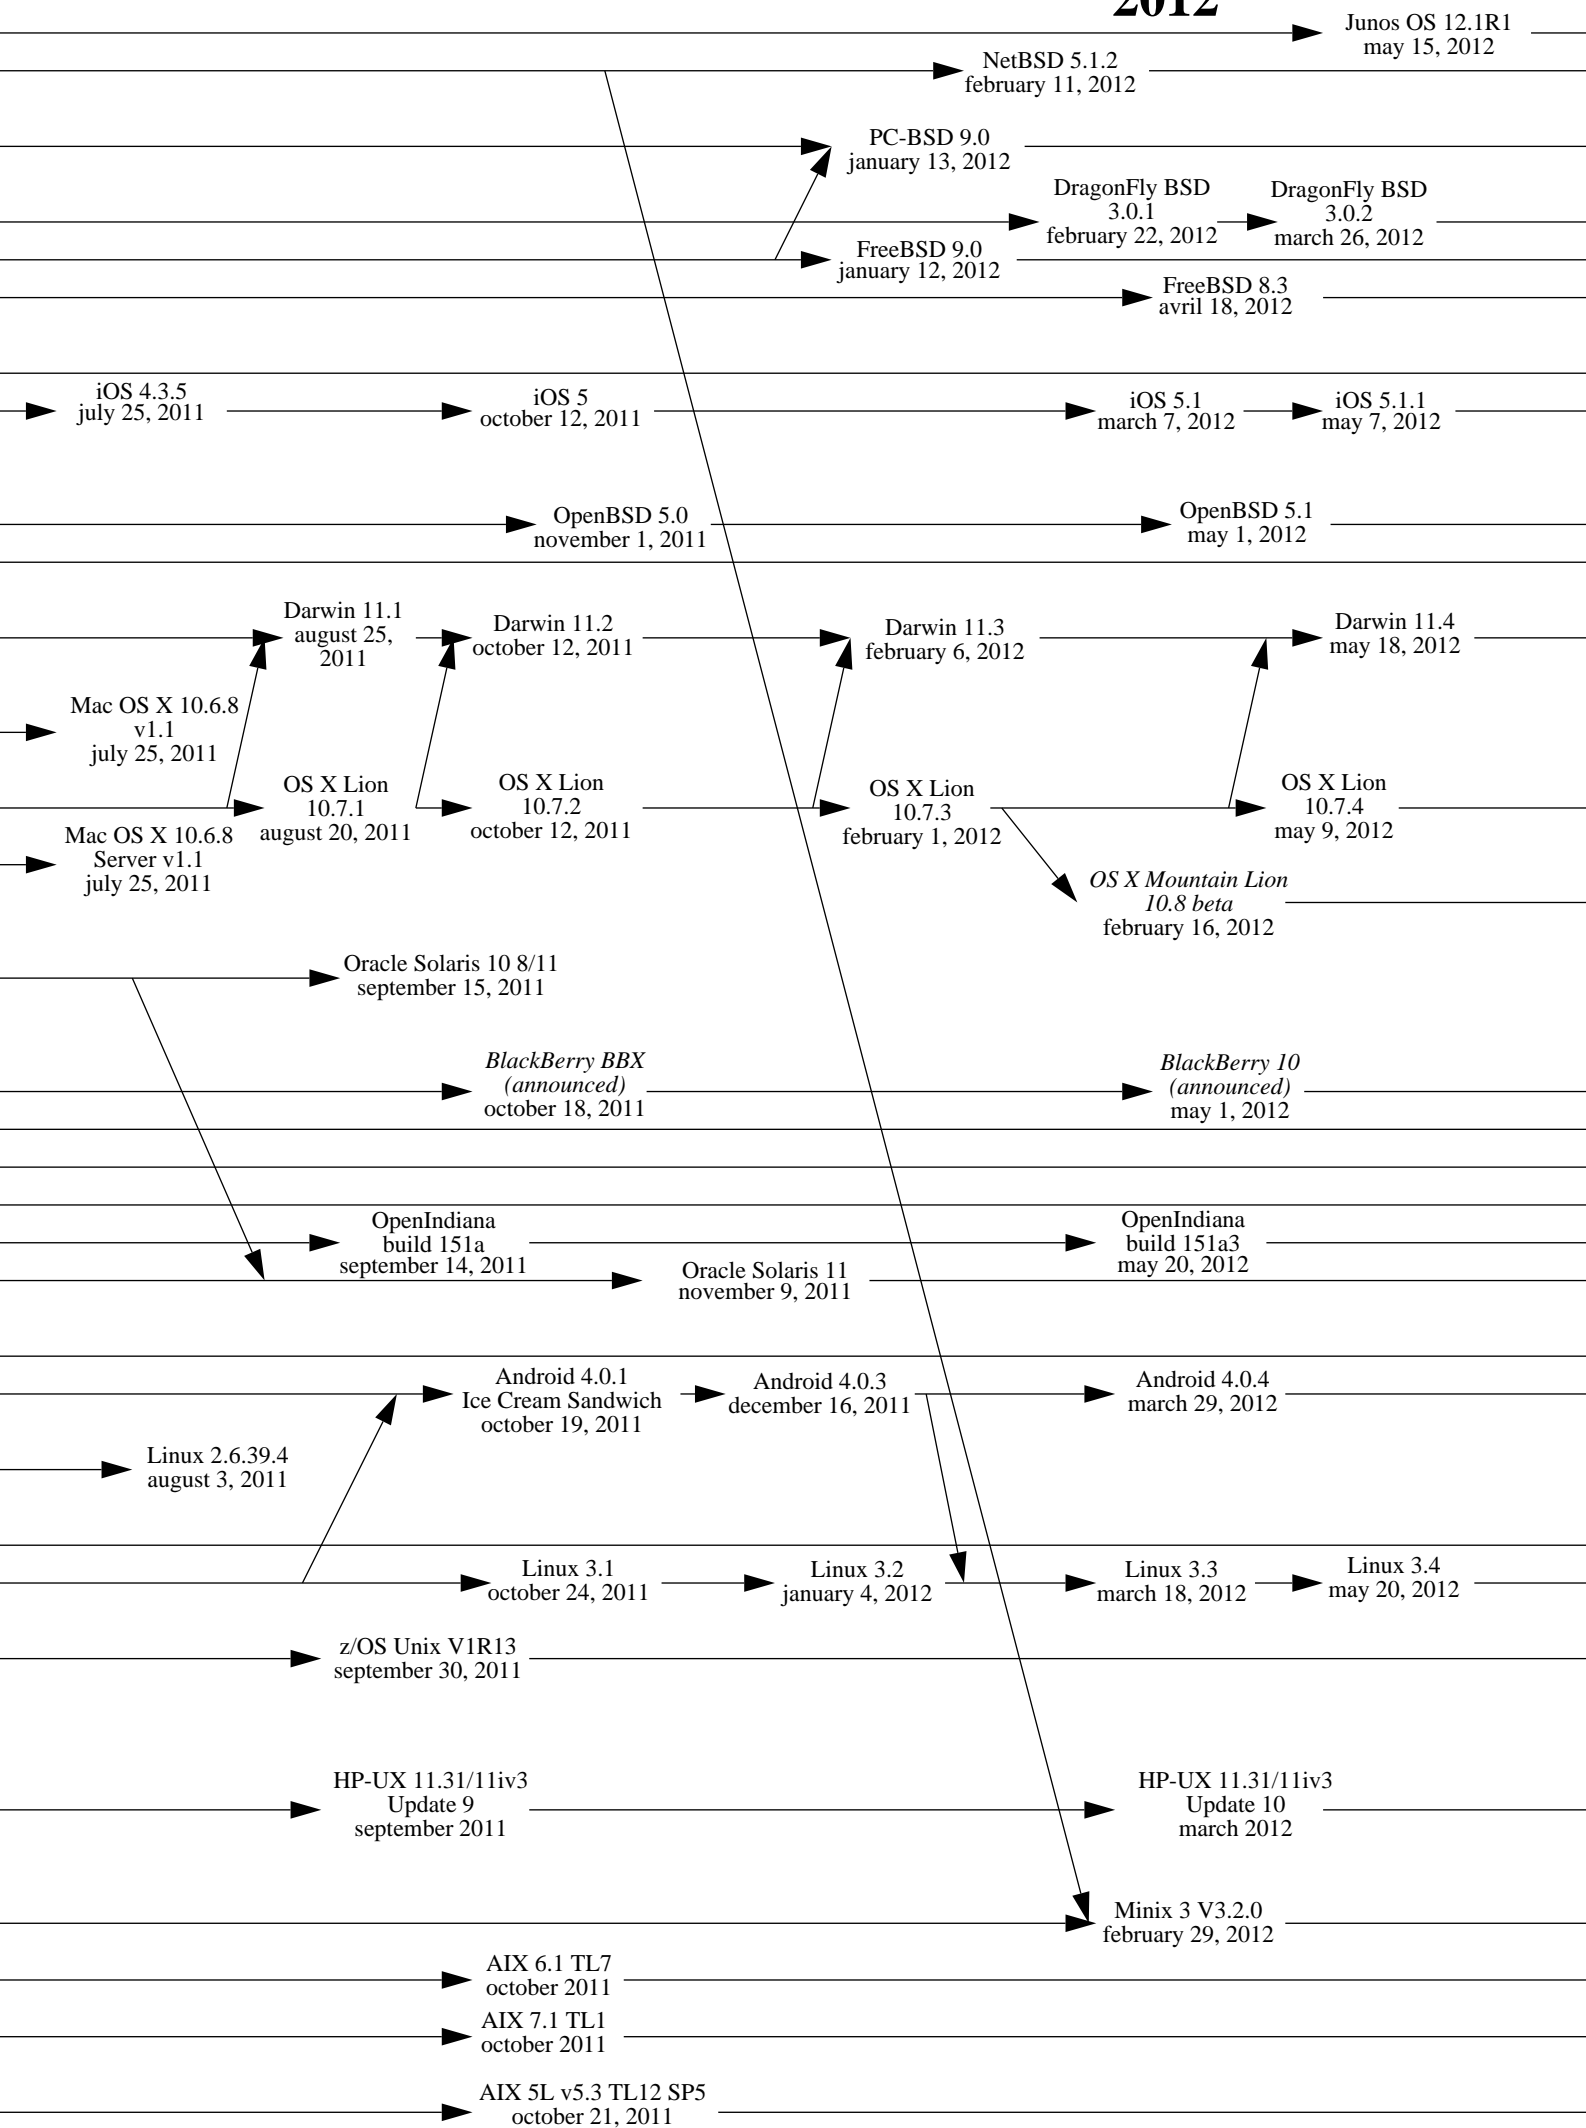 2012
Junos OS 12.1R1
may 15, 2012
NetBSD 5.1.2
february 11, 2012
PC-BSD 9.0
january 13, 2012
DragonFly BSD
3.0.1
february 22, 2012
DragonFly BSD
3.0.2
march 26, 2012
FreeBSD 9.0
january 12, 2012
FreeBSD 8.3
avril 18, 2012
iOS 4.3.5
july 25, 2011
iOS 5
october 12, 2011
iOS 5.1
march 7, 2012
iOS 5.1.1
may 7, 2012
OpenBSD 5.0
november 1, 2011
OpenBSD 5.1
may 1, 2012
Darwin 11.1
august 25,
2011
Darwin 11.2
october 12, 2011
Darwin 11.3
february 6, 2012
Darwin 11.4
may 18, 2012
Mac OS X 10.6.8
v1.1
july 25, 2011
OS X Lion
10.7.1
august 20, 2011
OS X Lion
10.7.2
october 12, 2011
OS X Lion
10.7.3
february 1, 2012
OS X Lion
10.7.4
may 9, 2012
Mac OS X 10.6.8
Server v1.1
july 25, 2011
OS X Mountain Lion
10.8 beta
february 16, 2012
Oracle Solaris 10 8/11
september 15, 2011
BlackBerry BBX
(announced)
october 18, 2011
BlackBerry 10
(announced)
may 1, 2012
OpenIndiana
build 151a
september 14, 2011
OpenIndiana
build 151a3
may 20, 2012
Oracle Solaris 11
november 9, 2011
Android 4.0.1
Ice Cream Sandwich
october 19, 2011
Android 4.0.3
december 16, 2011
Android 4.0.4
march 29, 2012
Linux 2.6.39.4
august 3, 2011
Linux 3.1
october 24, 2011
Linux 3.2
january 4, 2012
Linux 3.3
march 18, 2012
Linux 3.4
may 20, 2012
z/OS Unix V1R13
september 30, 2011
HP-UX 11.31/11iv3
Update 9
september 2011
HP-UX 11.31/11iv3
Update 10
march 2012
Minix 3 V3.2.0
february 29, 2012
AIX 6.1 TL7
october 2011
AIX 7.1 TL1
october 2011
AIX 5L v5.3 TL12 SP5
october 21, 2011